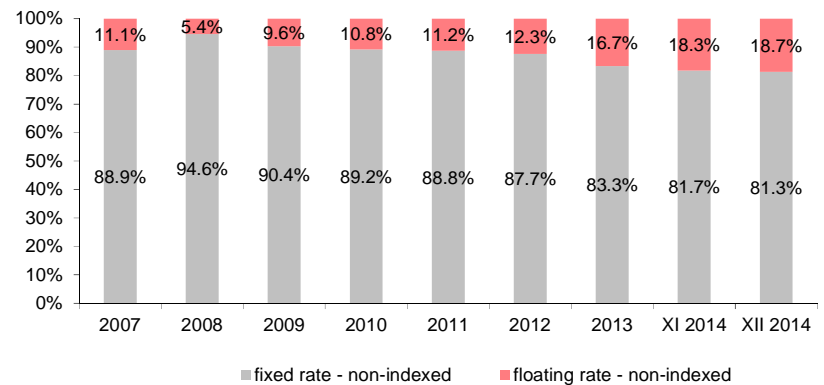 100%
90%
80%
70%
60%
50%
40%
30%
20%
10%
0%
11.1% 5.4% 9.6% 10.8% 11.2% 12.3% 16.7% 18.3% 18.7%
88.9% 94.6% 90.4% 89.2% 88.8% 87.7% 83.3% 81.7% 81.3%
2007 2008 2009 2010 2011 2012 2013 XI 2014 XII 2014
fixed rate - non-indexed floating rate - non-indexed